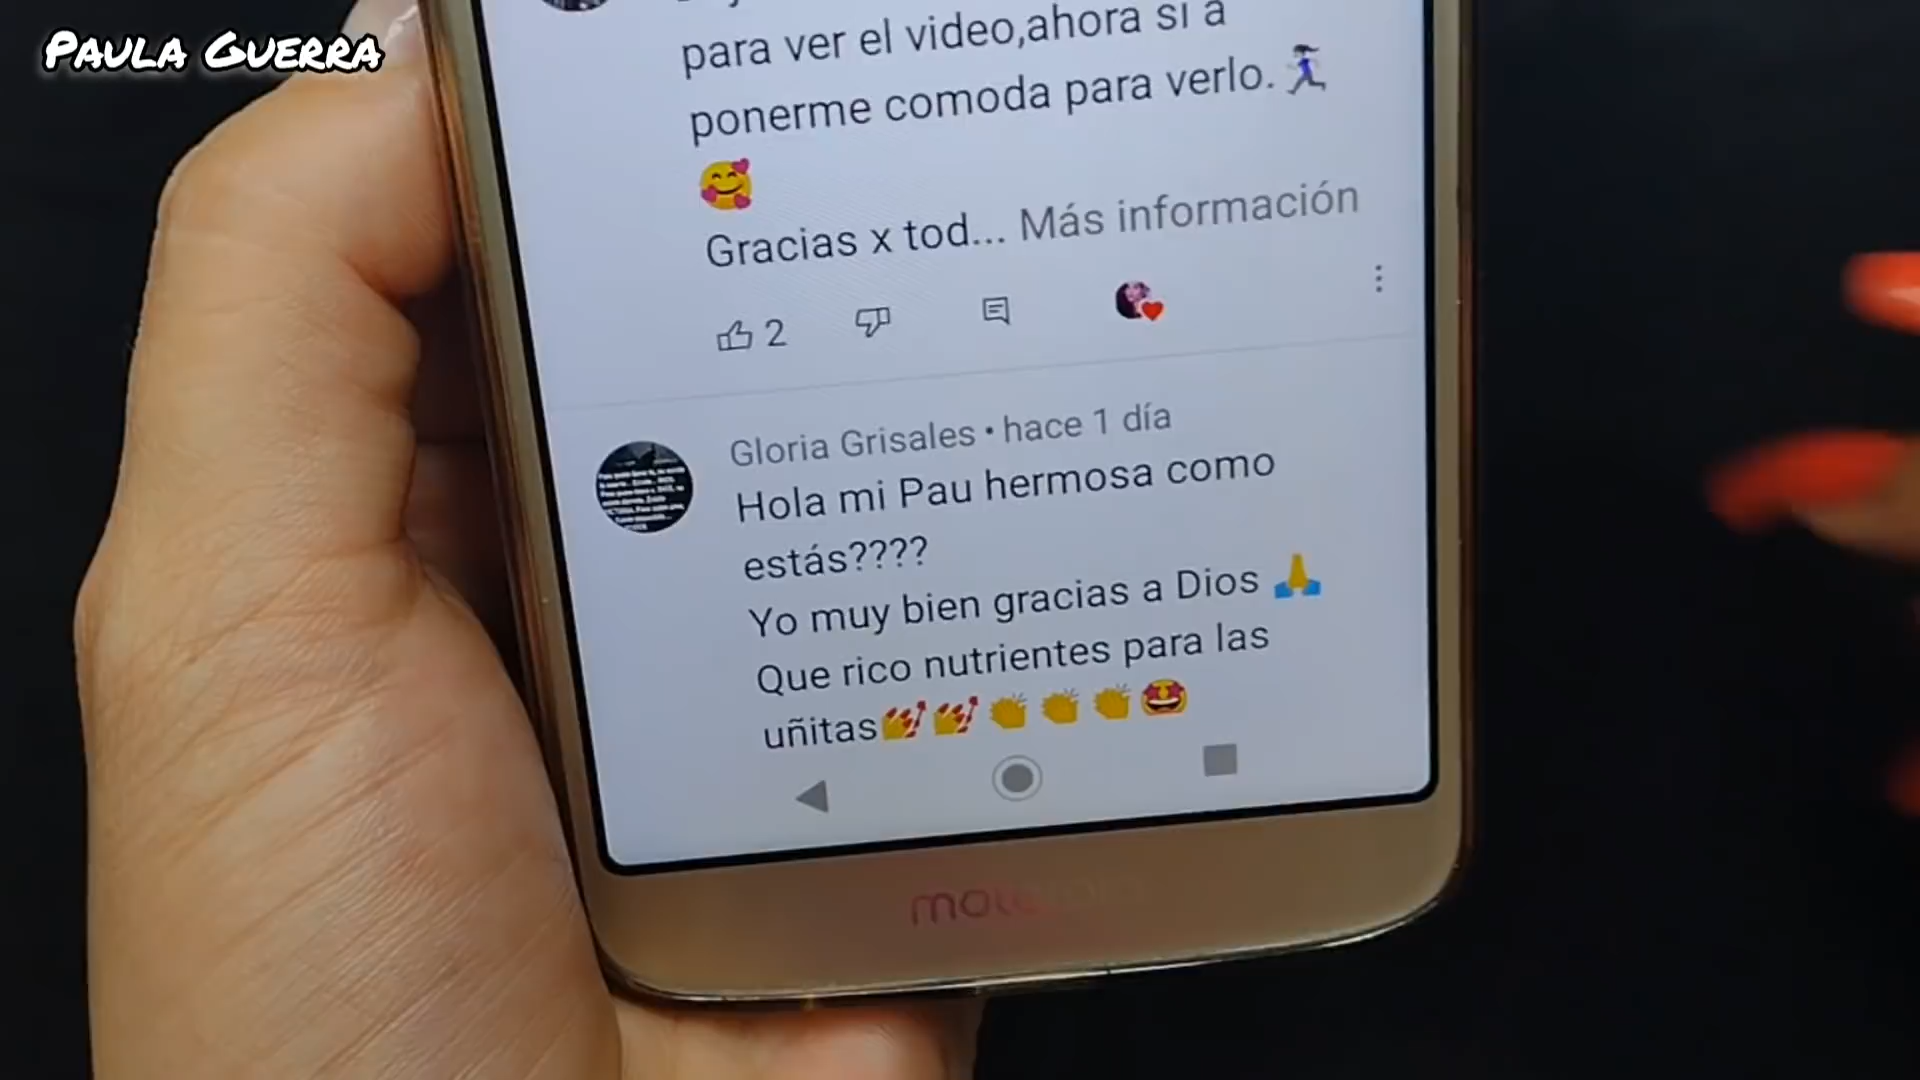 PAULA GUERRA
para ver el video,ahora si a
ponerme comoda para verlo. 🏃‍♀️
🥰
Gracias x tod... Más información
2
Gloria Grisales • hace 1 día
Hola mi Pau hermosa como
estás????
Yo muy bien gracias a Dios 🙏
Que rico nutrientes para las
uñitas💅💅👏👏👏🤩
motorola